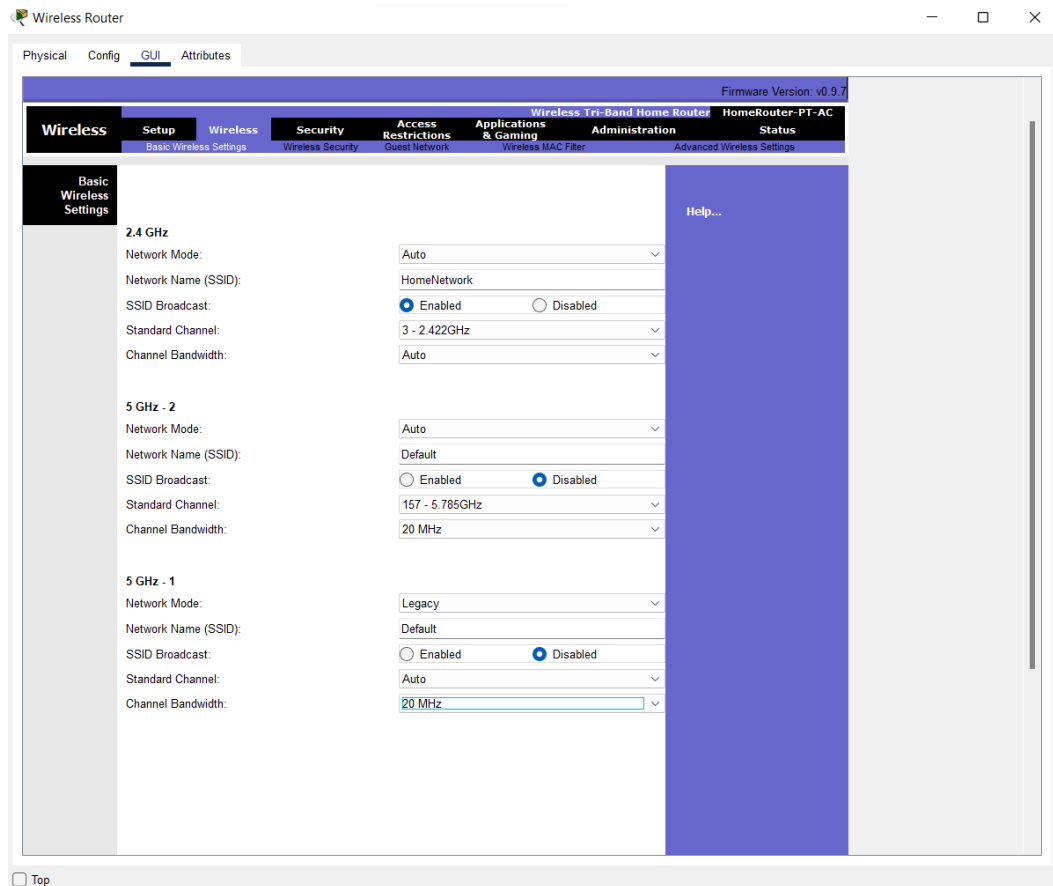 Wireless Router
Physical Config GUI Attributes
Firmware Version: v0.9.7
Wireless Tri-Band Home Router HomeRouter-PT-AC
Wireless Setup Wireless Security Access Restrictions Applications & Gaming Administration Status
Basic Wireless Settings Wireless Security Guest Network Wireless MAC Filter Advanced Wireless Settings
Basic
Wireless
Settings
Help...
2.4 GHz
Network Mode: Auto
Network Name (SSID): HomeNetwork
SSID Broadcast: Enabled Disabled
Standard Channel: 3 - 2.422GHz
Channel Bandwidth: Auto
5 GHz - 2
Network Mode: Auto
Network Name (SSID): Default
SSID Broadcast: Enabled Disabled
Standard Channel: 157 - 5.785GHz
Channel Bandwidth: 20 MHz
5 GHz - 1
Network Mode: Legacy
Network Name (SSID): Default
SSID Broadcast: Enabled Disabled
Standard Channel: Auto
Channel Bandwidth: 20 MHz
Top